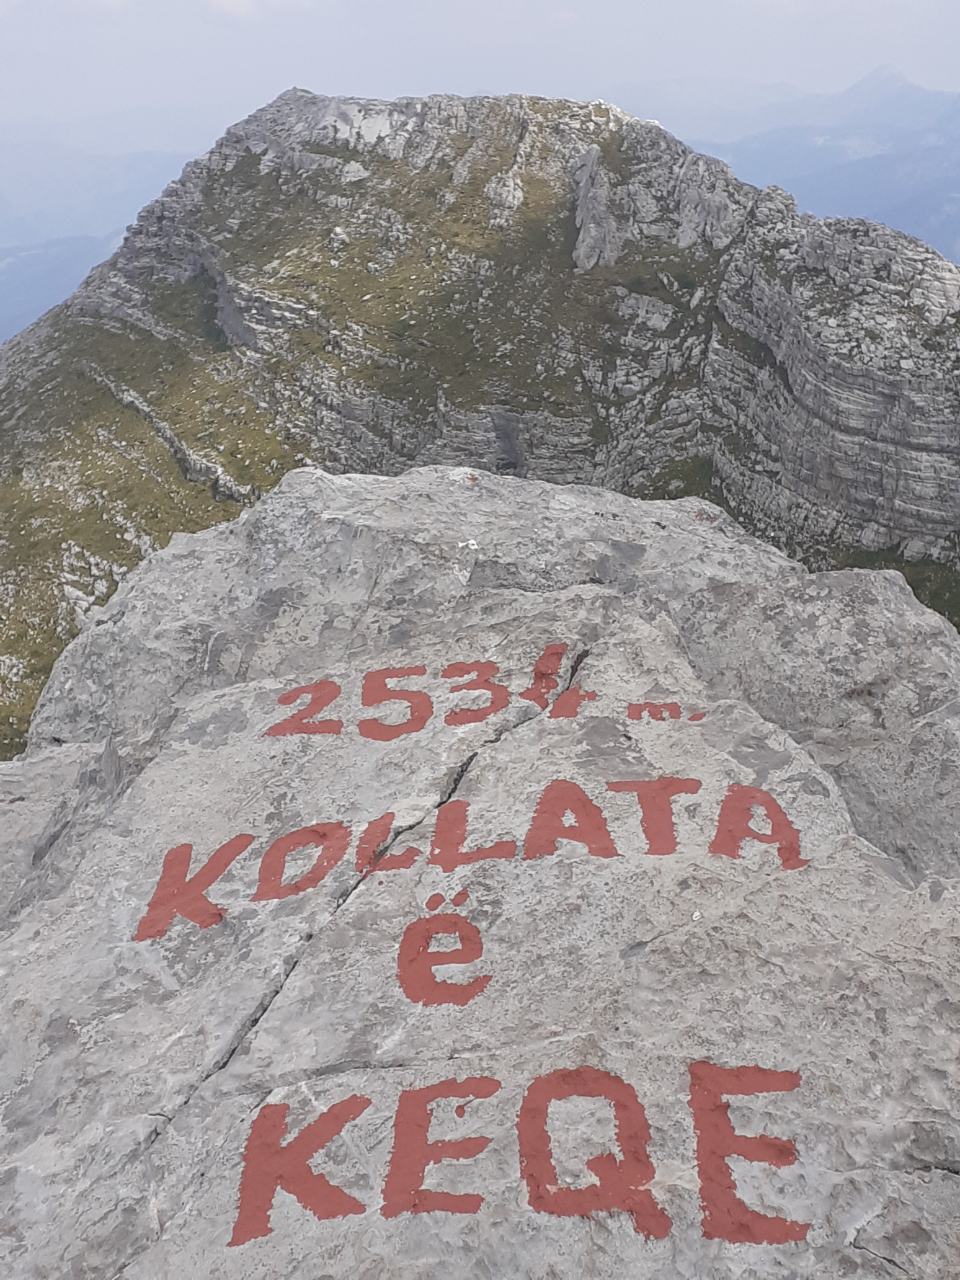 2534 m.
KOLLATA
ë
KEQE